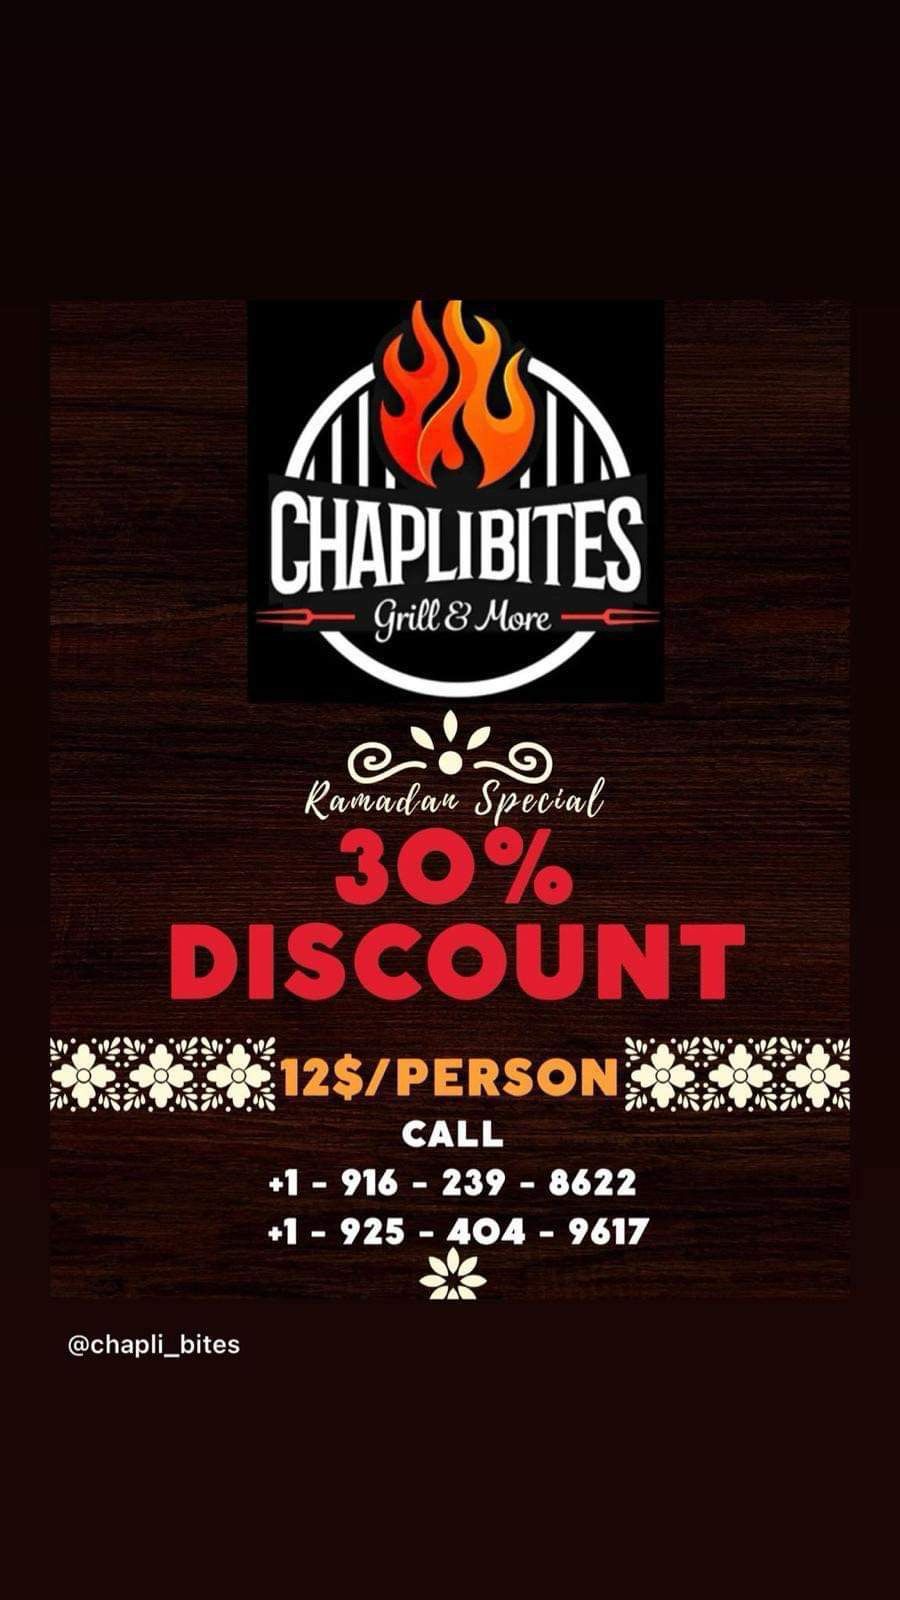 CHAPLIBITES
Grill & More
Ramadan Special
30%
DISCOUNT
12$/PERSON
CALL
+1 - 916 - 239 - 8622
+1 - 925 - 404 - 9617
@chapli_bites